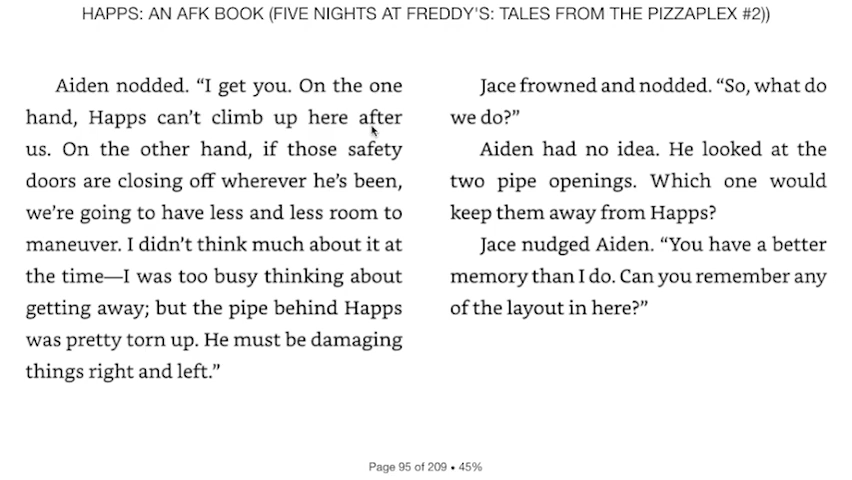 HAPPS: AN AFK BOOK (FIVE NIGHTS AT FREDDY'S: TALES FROM THE PIZZAPLEX #2))
Aiden nodded. “I get you. On the one
hand, Happs can’t climb up here after
us. On the other hand, if those safety
doors are closing off wherever he’s been,
we’re going to have less and less room to
maneuver. I didn’t think much about it at
the time—I was too busy thinking about
getting away; but the pipe behind Happs
was pretty torn up. He must be damaging
things right and left.”
Jace frowned and nodded. “So, what do
we do?”
Aiden had no idea. He looked at the
two pipe openings. Which one would
keep them away from Happs?
Jace nudged Aiden. “You have a better
memory than I do. Can you remember any
of the layout in here?”
Page 95 of 209 • 45%